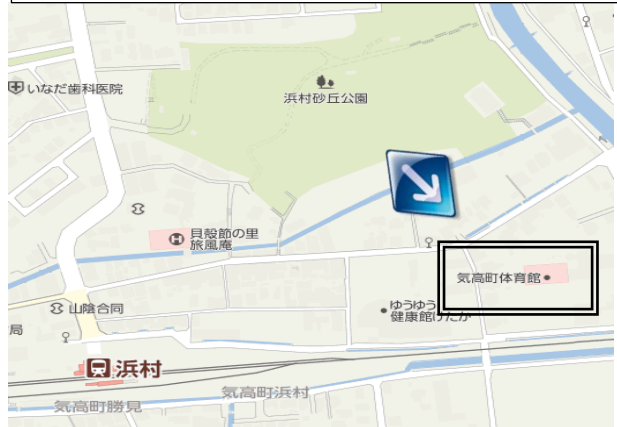 いなだ歯科医院
浜村砂丘公園
貝殻節の里
旅風庵
気高町体育館
山陰合同
ゆうゆう
健康館けたか
局
浜村
気高町浜村
気高町勝見